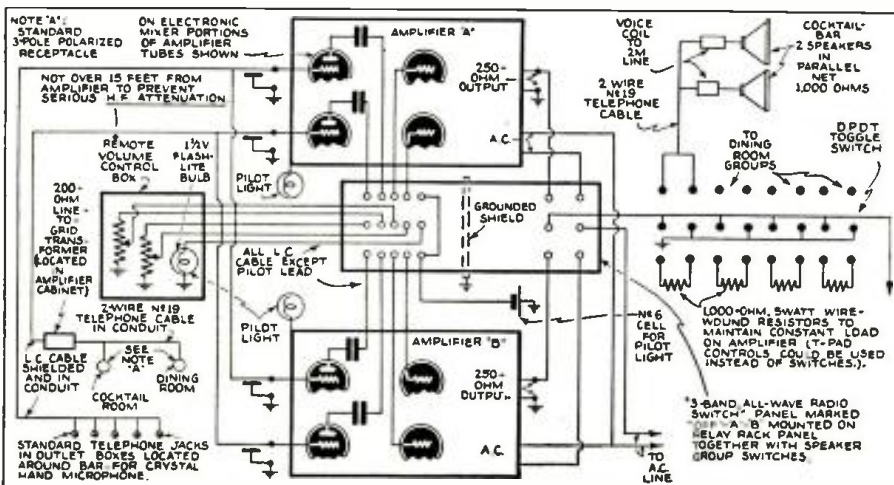 NOTE "A":
STANDARD
3-POLE POLARIZED
RECEPTACLE
ON ELECTRONIC
MIXER PORTIONS
OF AMPLIFIER
TUBES SHOWN
NOT OVER 15 FEET FROM
AMPLIFIER TO PREVENT
SERIOUS H.F. ATTENUATION
REMOTE
VOLUME
CONTROL
BOX
1½V
FLASH-
LITE
BULB
200-
OHM
LINE
TO
GRID
TRANS-
FORMER
(LOCATED
IN
AMPLIFIER
CABINET)
PILOT
LIGHT
AMPLIFIER "A"
250-
OHM
OUTPUT
A.C.
GROUNDED
SHIELD
ALL L C
CABLE EXCEPT
PILOT LEAD
2-WIRE Nº19
TELEPHONE CABLE
IN CONDUIT
PILOT
LIGHT
L C CABLE
SHIELDED
AND IN
CONDUIT
SEE
NOTE
"A"
COCKTAIL
ROOM
DINING
ROOM
STANDARD TELEPHONE JACKS
IN OUTLET BOXES LOCATED
AROUND BAR FOR CRYSTAL
HAND MICROPHONE.
AMPLIFIER "B"
250-
OHM
OUTPUT
A.C.
Nº6
CELL
FOR
PILOT
LIGHT
VOICE
COIL
TO
2M
LINE
2 WIRE
Nº19
TELEPHONE
CABLE
COCKTAIL-
BAR
2 SPEAKERS
IN
PARALLEL
NET
1,000 OHMS
TO
DINING
ROOM
GROUPS
D P D T
TOGGLE
SWITCH
1,000-OHM, 5WATT WIRE-
WOUND RESISTORS TO
MAINTAIN CONSTANT LOAD
ON AMPLIFIER (T-PAD
CONTROLS COULD BE USED
INSTEAD OF SWITCHES.)
"3-BAND ALL-WAVE RADIO
SWITCH" PANEL MARKED
"A" "B" MOUNTED ON
RELAY RACK PANEL
TOGETHER WITH SPEAKER
GROUP SWITCHES
TO
A.C.
LINE